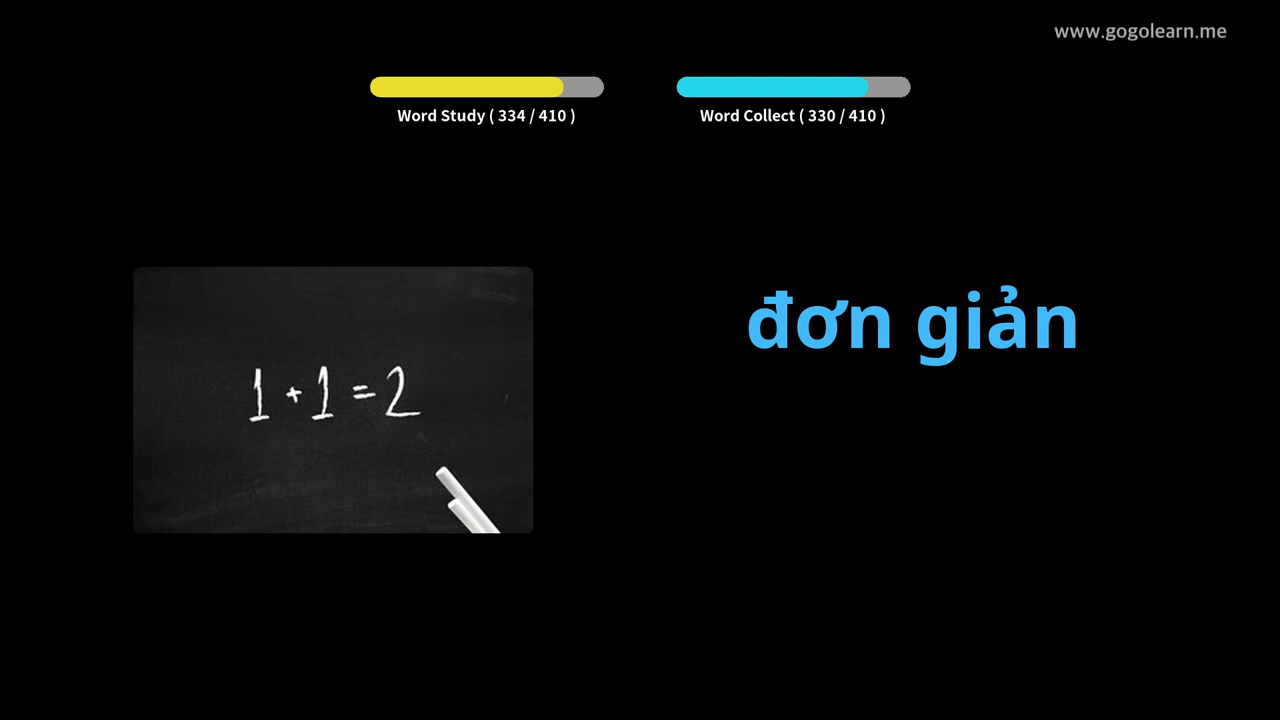 www.gogolearn.me
Word Study ( 334 / 410 )
Word Collect ( 330 / 410 )
1 + 1 = 2
đơn giản